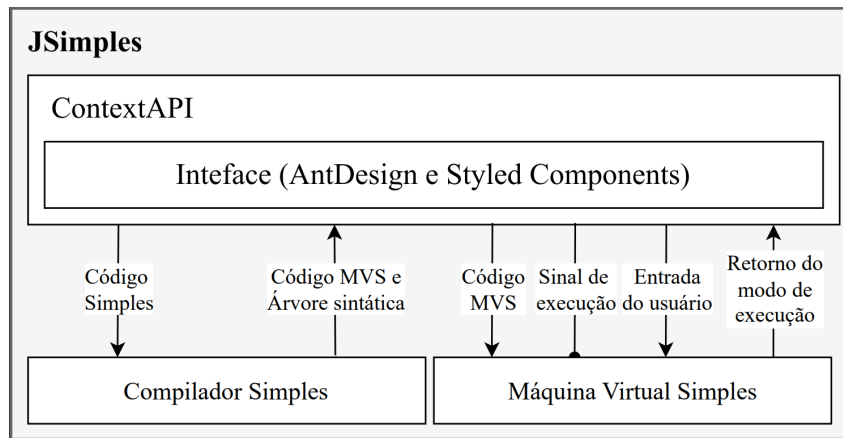 JSimples
ContextAPI
Inteface (AntDesign e Styled Components)
Código
Simples
Código MVS e
Árvore sintática
Código
MVS
Sinal de
execução
Entrada
do usuário
Retorno do
modo de
execução
Compilador Simples
Máquina Virtual Simples